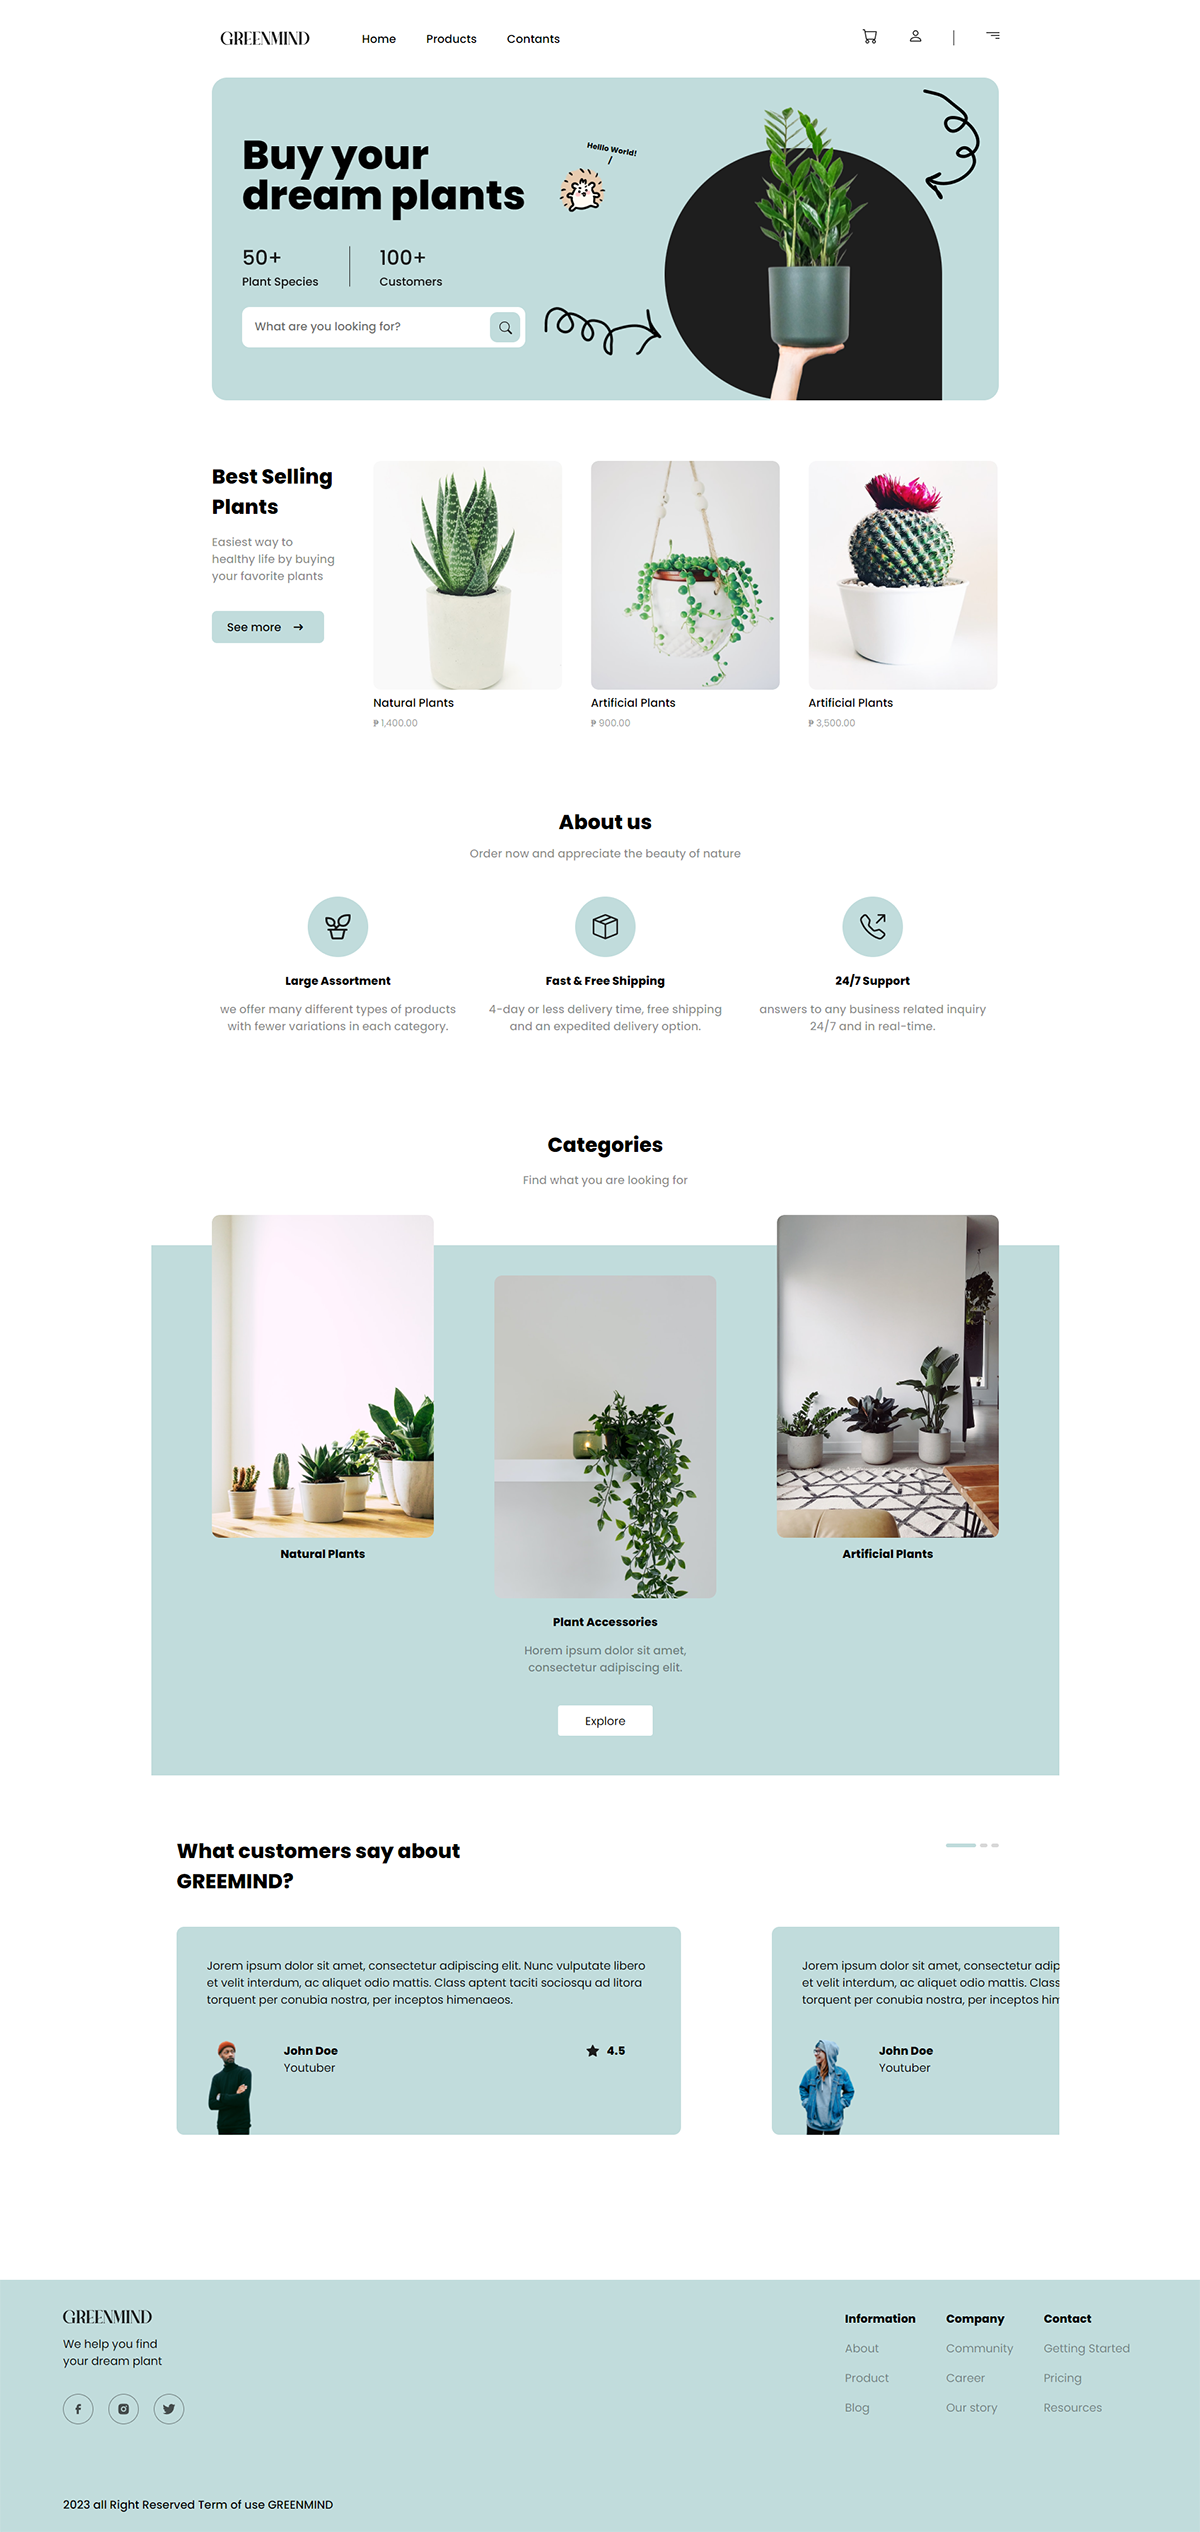 GREENMIND
Home
Products
Contants
Buy your
dream plants
Helllo World!
50+
Plant Species
100+
Customers
What are you looking for?
Best Selling
Plants
Easiest way to
healthy life by buying
your favorite plants
See more
Natural Plants
₱ 1,400.00
Artificial Plants
₱ 900.00
Artificial Plants
₱ 3,500.00
About us
Order now and appreciate the beauty of nature
Large Assortment
we offer many different types of products
with fewer variations in each category.
Fast & Free Shipping
4-day or less delivery time, free shipping
and an expedited delivery option.
24/7 Support
answers to any business related inquiry
24/7 and in real-time.
Categories
Find what you are looking for
Natural Plants
Plant Accessories
Horem ipsum dolor sit amet,
consectetur adipiscing elit.
Explore
Artificial Plants
What customers say about
GREEMIND?
Jorem ipsum dolor sit amet, consectetur adipiscing elit. Nunc vulputate libero
et velit interdum, ac aliquet odio mattis. Class aptent taciti sociosqu ad litora
torquent per conubia nostra, per inceptos himenaeos.
John Doe
Youtuber
4.5
Jorem ipsum dolor sit amet, consectetur adip
et velit interdum, ac aliquet odio mattis. Class
torquent per conubia nostra, per inceptos him
John Doe
Youtuber
GREENMIND
We help you find
your dream plant
Information
About
Product
Blog
Company
Community
Career
Our story
Contact
Getting Started
Pricing
Resources
2023 all Right Reserved Term of use GREENMIND